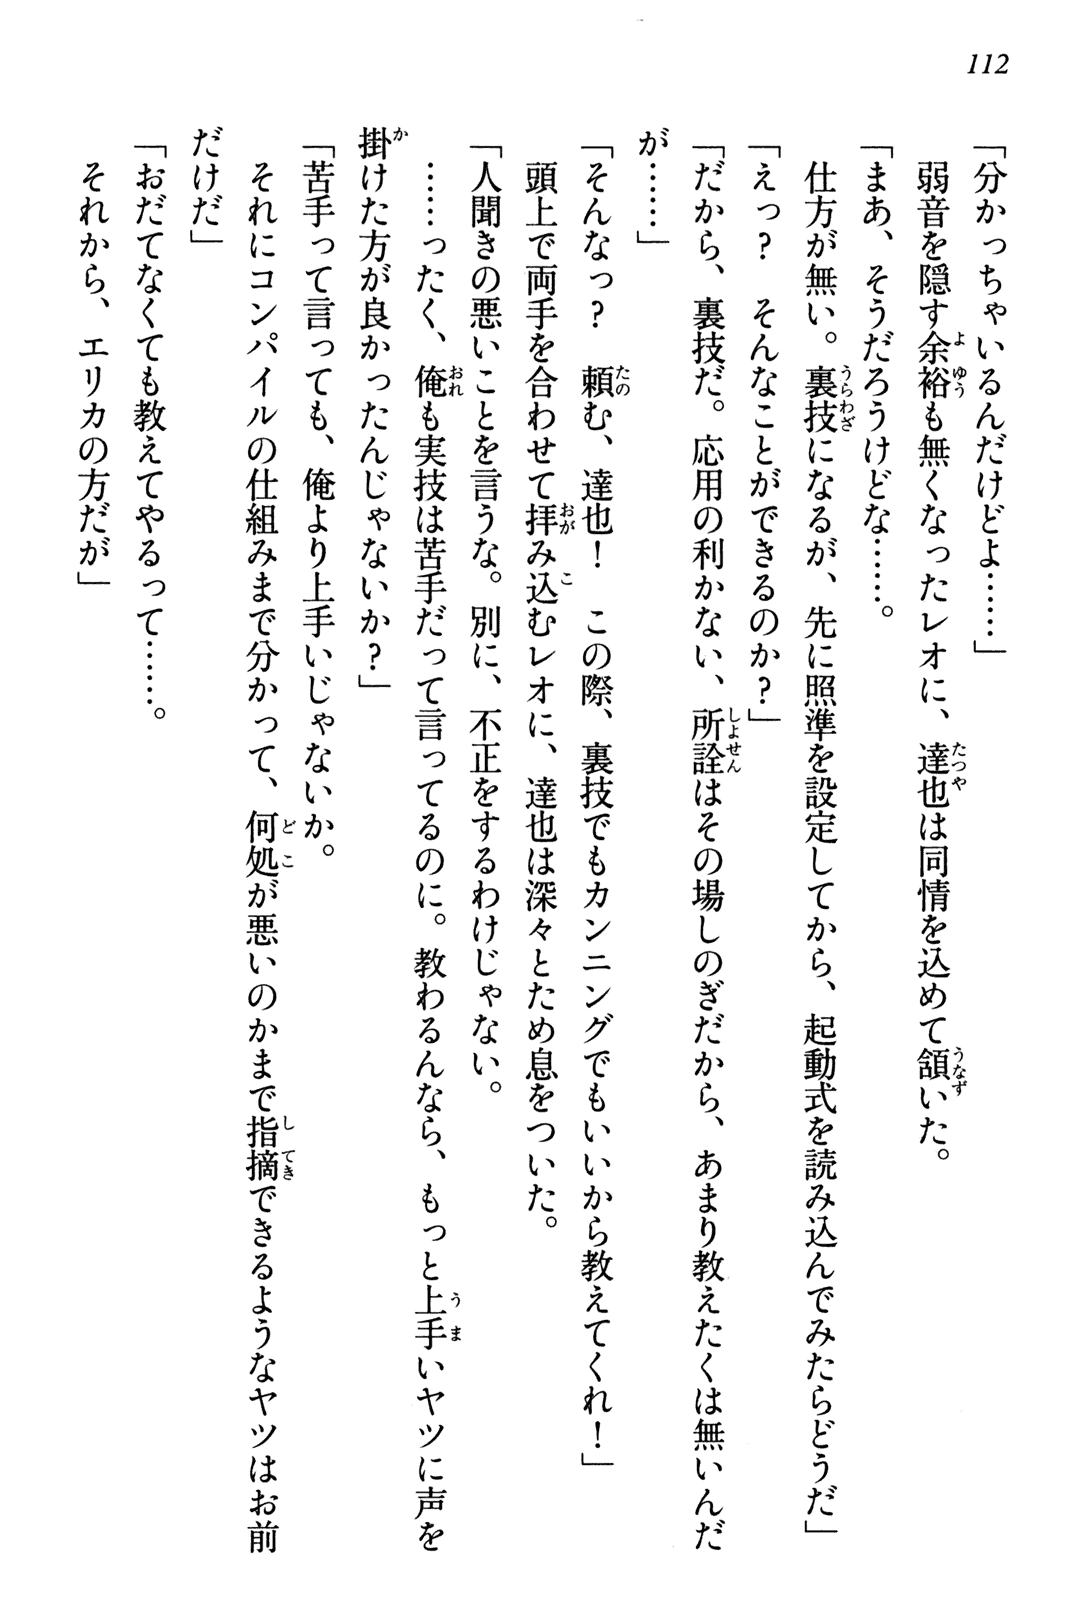 112
「分かっちゃいるんだけどよ……」
弱音を隠す余裕も無くなったレオに、達也は同情を込めて頷いた。
「まあ、そうだろうけどな……。
仕方が無い。裏技になるが、先に照準を設定してから、起動式を読み込んでみたらどうだ」
「えっ？　そんなことができるのか？」
「だから、裏技だ。応用の利かない、所詮はその場しのぎだから、あまり教えたくは無いんだ
が……」
「そんなっ？　頼む、達也！　この際、裏技でもカンニングでもいいから教えてくれ！」
頭上で両手を合わせて拝み込むレオに、達也は深々とため息をついた。
「人聞きの悪いことを言うな。別に、不正をするわけじゃない。
……ったく、俺も実技は苦手だって言ってるのに。教わるんなら、もっと上手いヤツに声を
掛けた方が良かったんじゃないか？」
「苦手って言っても、俺より上手いじゃないか。
それにコンパイルの仕組みまで分かって、何処が悪いのかまで指摘できるようなヤツはお前
だけだ」
「おだてなくても教えてやるって……。
それから、エリカの方だが」